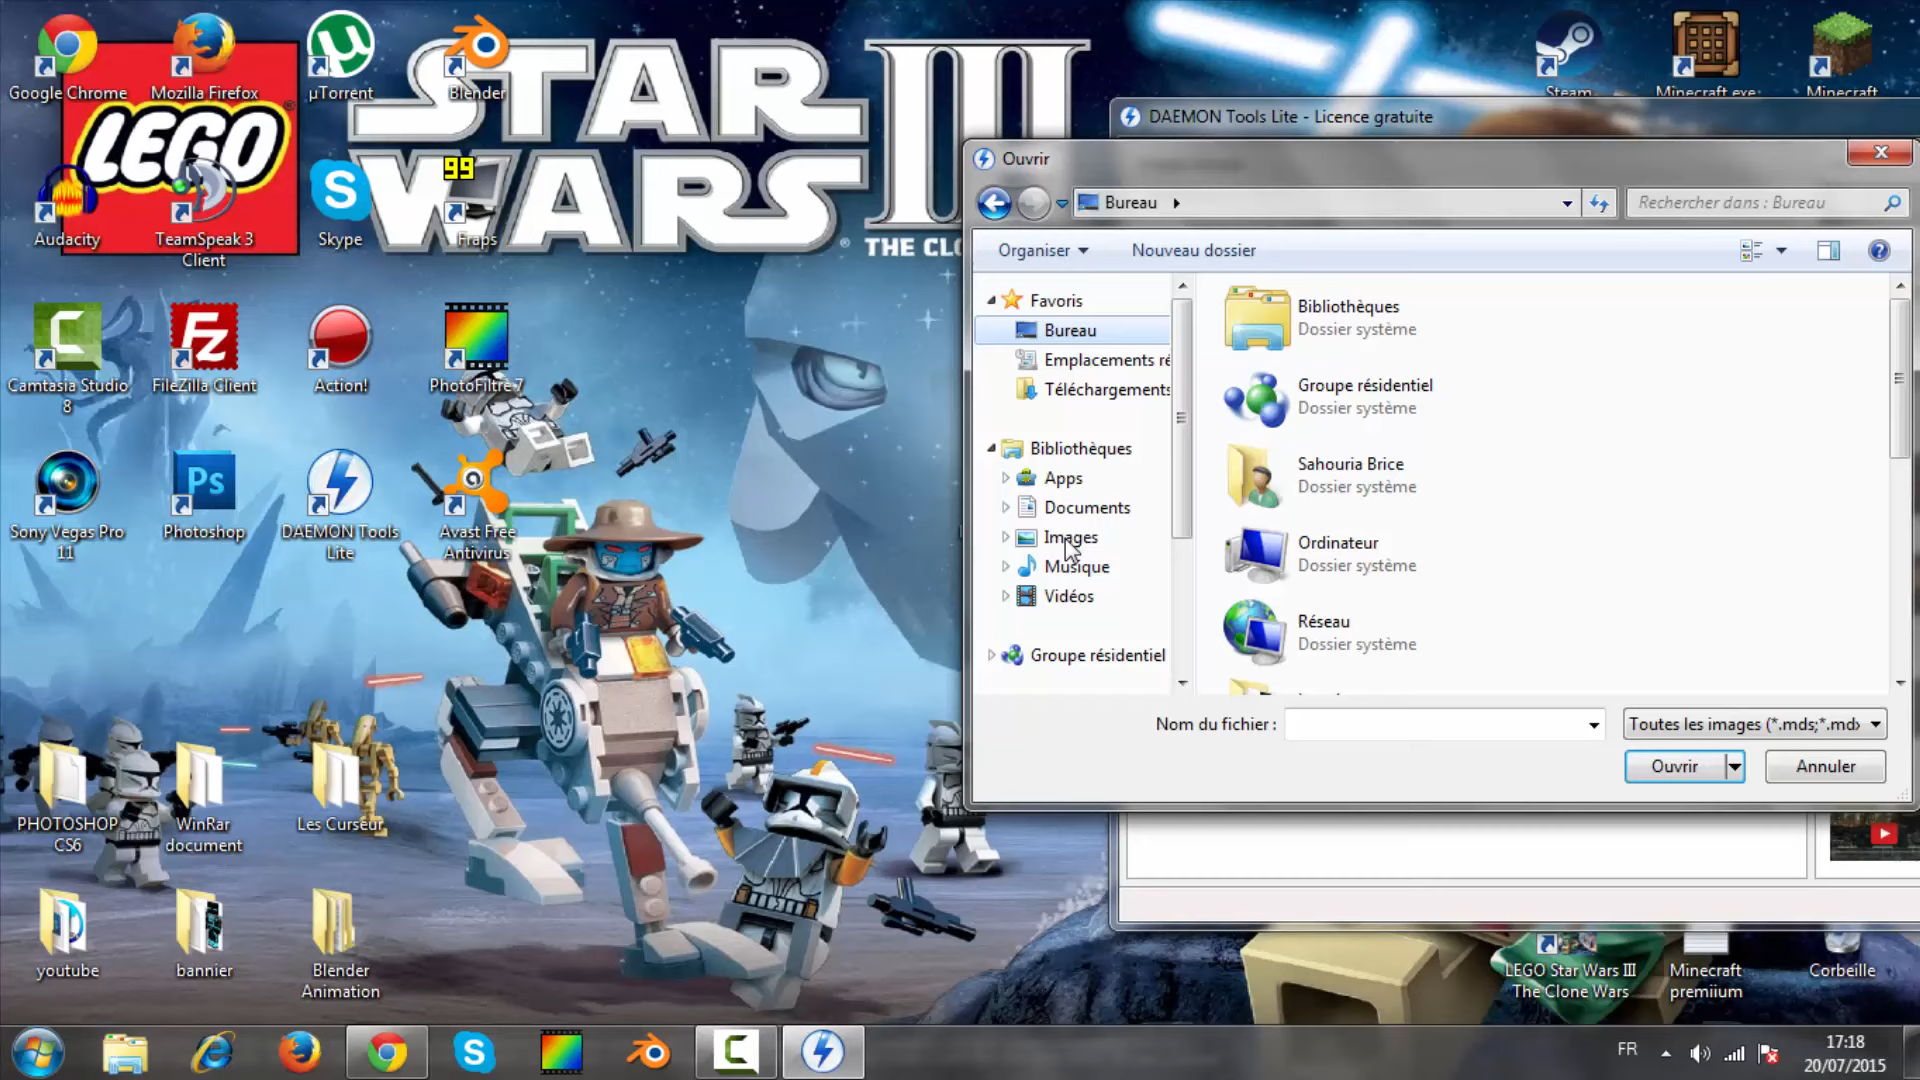 Google Chrome
Mozilla Firefox
µTorrent
Blender
Steam
Minecraft.exe
Minecraft
LEGO
®
STAR WARS III
THE CLO
Audacity
TeamSpeak 3
Client
Skype
99
Fraps
Camtasia Studio
8
FileZilla Client
Action!
PhotoFiltre 7
Sony Vegas Pro
11
Photoshop
DAEMON Tools
Lite
Avast Free
Antivirus
PHOTOSHOP
CS6
WinRar
document
Les Curseur
youtube
bannier
Blender
Animation
DAEMON Tools Lite - Licence gratuite
Ouvrir
Bureau
Rechercher dans : Bureau
Organiser
Nouveau dossier
Favoris
Bureau
Emplacements ré
Téléchargements
Bibliothèques
Apps
Documents
Images
Musique
Vidéos
Groupe résidentiel
Bibliothèques
Dossier système
Groupe résidentiel
Dossier système
Sahouria Brice
Dossier système
Ordinateur
Dossier système
Réseau
Dossier système
Nom du fichier :
Toutes les images (*.mds;*.mdx
Ouvrir
Annuler
LEGO Star Wars III
The Clone Wars
Minecraft
premiium
Corbeille
FR
17:18
20/07/2015